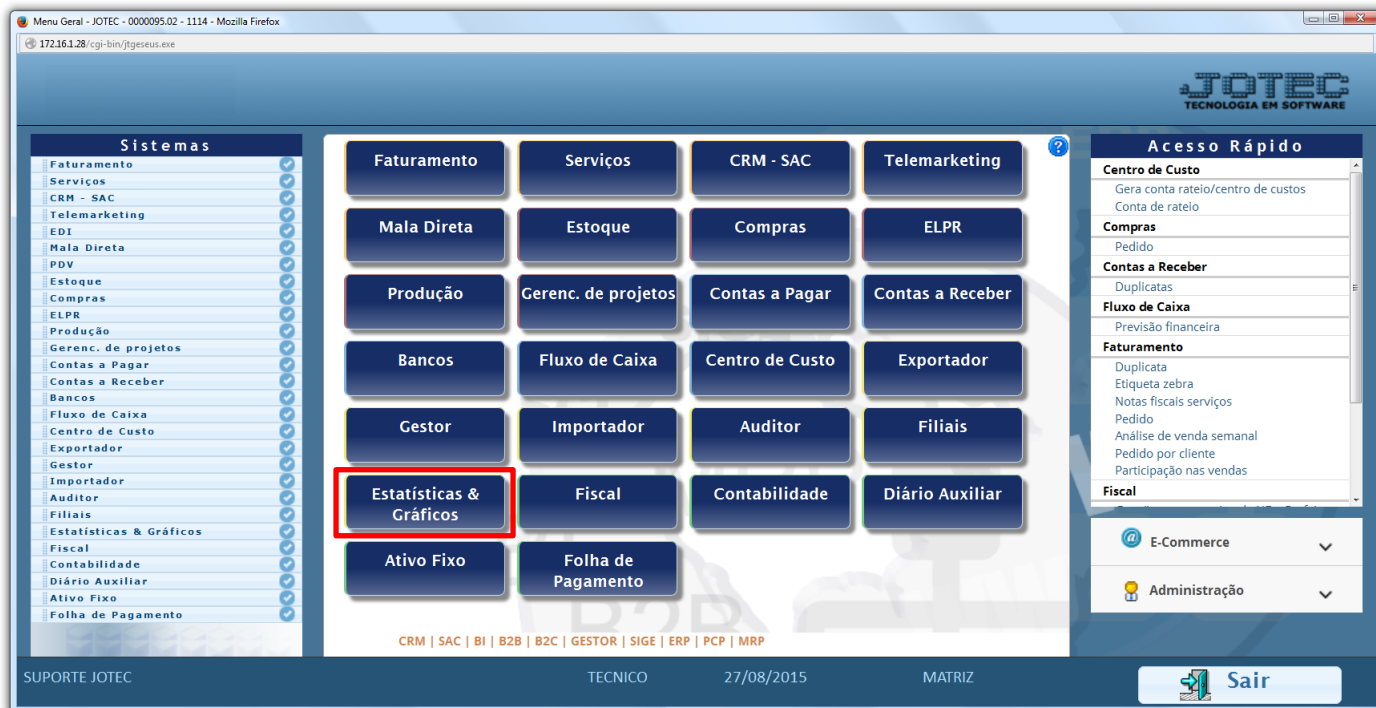 Menu Geral - JOTEC - 0000095.02 - 1114 - Mozilla Firefox
172.16.1.28/cgi-bin/jtgeseus.exe
JOTEC
TECNOLOGIA EM SOFTWARE
Sistemas
Faturamento
Serviços
CRM - SAC
Telemarketing
EDI
Mala Direta
PDV
Estoque
Compras
ELPR
Produção
Gerenc. de projetos
Contas a Pagar
Contas a Receber
Bancos
Fluxo de Caixa
Centro de Custo
Exportador
Gestor
Importador
Auditor
Filiais
Estatísticas & Gráficos
Fiscal
Contabilidade
Diário Auxiliar
Ativo Fixo
Folha de Pagamento
Faturamento
Serviços
CRM - SAC
Telemarketing
Mala Direta
Estoque
Compras
ELPR
Produção
Gerenc. de projetos
Contas a Pagar
Contas a Receber
Bancos
Fluxo de Caixa
Centro de Custo
Exportador
Gestor
Importador
Auditor
Filiais
Estatísticas &
Gráficos
Fiscal
Contabilidade
Diário Auxiliar
Ativo Fixo
Folha de
Pagamento
B2B
CRM | SAC | BI | B2B | B2C | GESTOR | SIGE | ERP | PCP | MRP
Acesso Rápido
Centro de Custo
Gera conta rateio/centro de custos
Conta de rateio
Compras
Pedido
Contas a Receber
Duplicatas
Fluxo de Caixa
Previsão financeira
Faturamento
Duplicata
Etiqueta zebra
Notas fiscais serviços
Pedido
Análise de venda semanal
Pedido por cliente
Participação nas vendas
Fiscal
E-Commerce
Administração
SUPORTE JOTEC
TECNICO
27/08/2015
MATRIZ
Sair